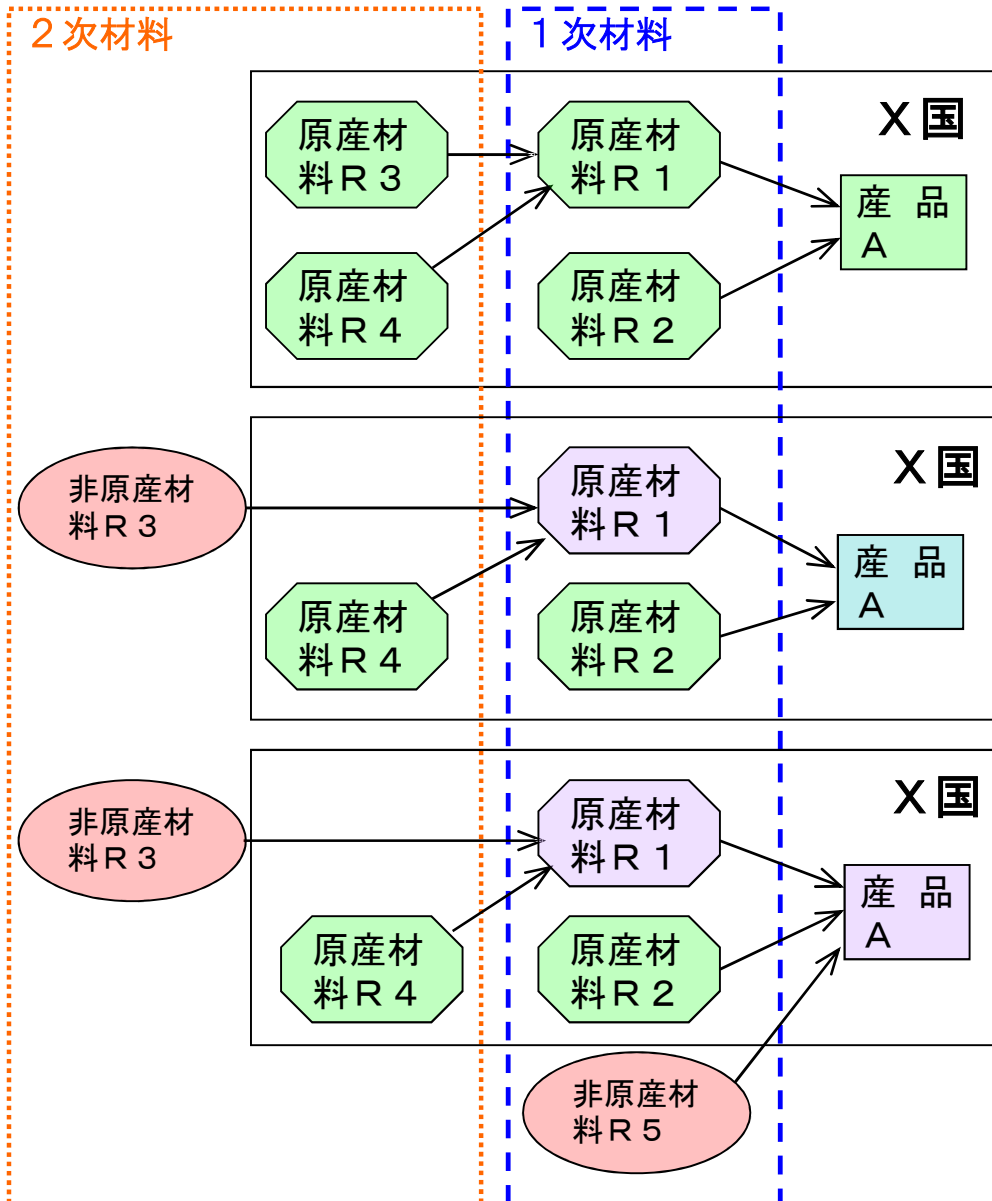 ２次材料
１次材料
Ｘ国
原産材
料Ｒ３
原産材
料Ｒ１
産　品
Ａ
原産材
料Ｒ４
原産材
料Ｒ２
Ｘ国
非原産材
料Ｒ３
原産材
料Ｒ１
産　品
Ａ
原産材
料Ｒ４
原産材
料Ｒ２
Ｘ国
非原産材
料Ｒ３
原産材
料Ｒ１
産　品
Ａ
原産材
料Ｒ４
原産材
料Ｒ２
非原産材
料Ｒ５